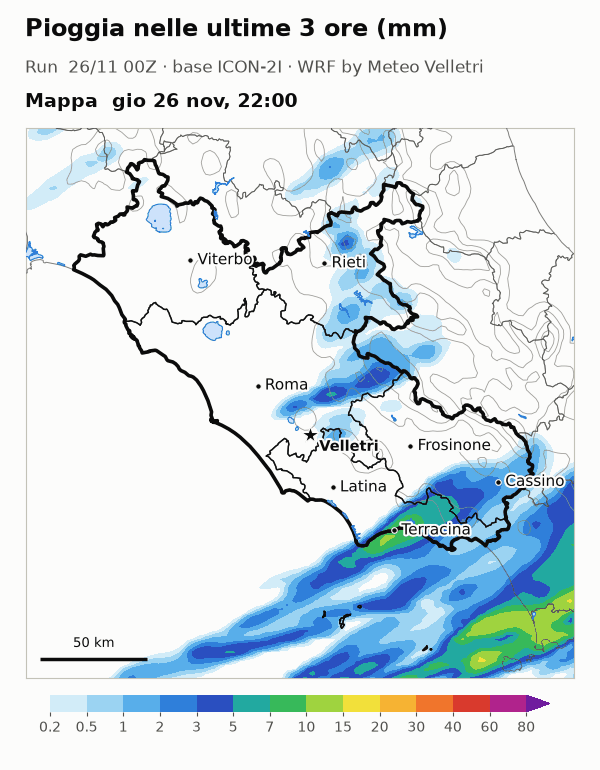 Pioggia nelle ultime 3 ore (mm)
Run 26/11 00Z · base ICON-2I · WRF by Meteo Velletri
Mappa gio 26 nov, 22:00
Viterbo
Rieti
Roma
Velletri
Frosinone
Latina
Cassino
Terracina
50 km
0.2 0.5 1 2 3 5 7 10 15 20 30 40 60 80